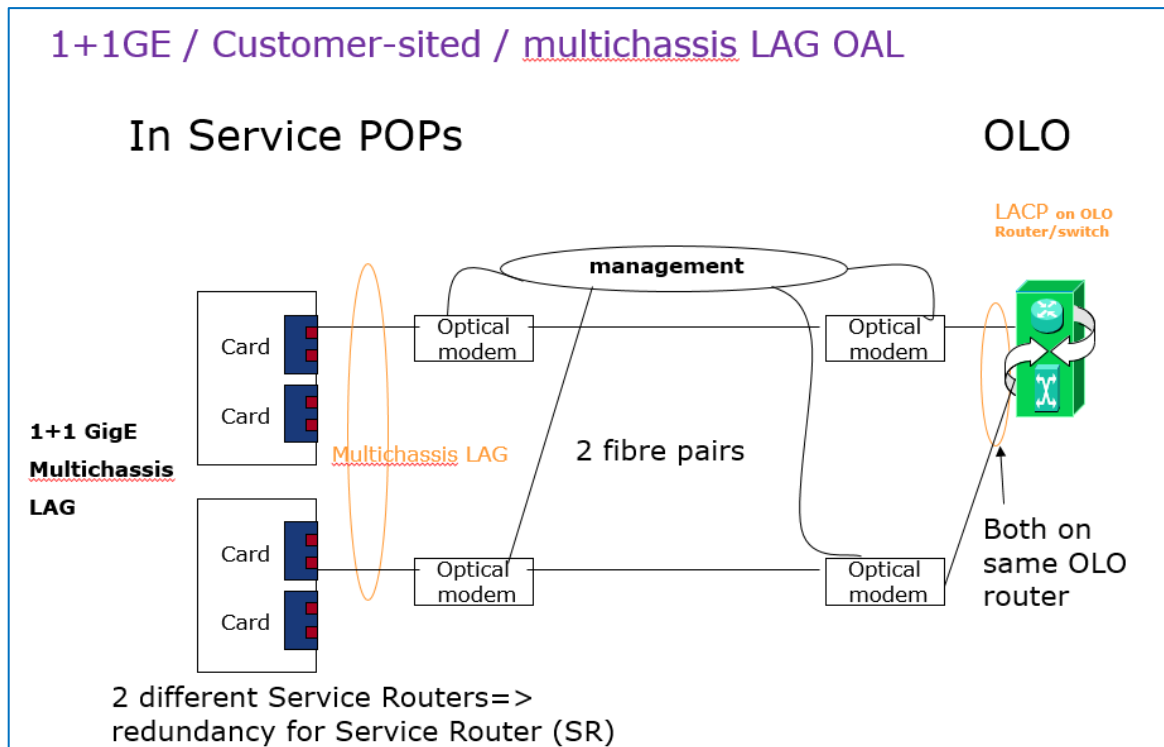 1+1GE / Customer-sited / multichassis LAG OAL
In Service POPs
OLO
LACP on OLO
Router/switch
management
Optical
modem
Optical
modem
Card
Card
1+1 GigE
Multichassis
LAG
Multichassis LAG
2 fibre pairs
Both on
same OLO
router
Card
Card
Optical
modem
Optical
modem
2 different Service Routers=>
redundancy for Service Router (SR)